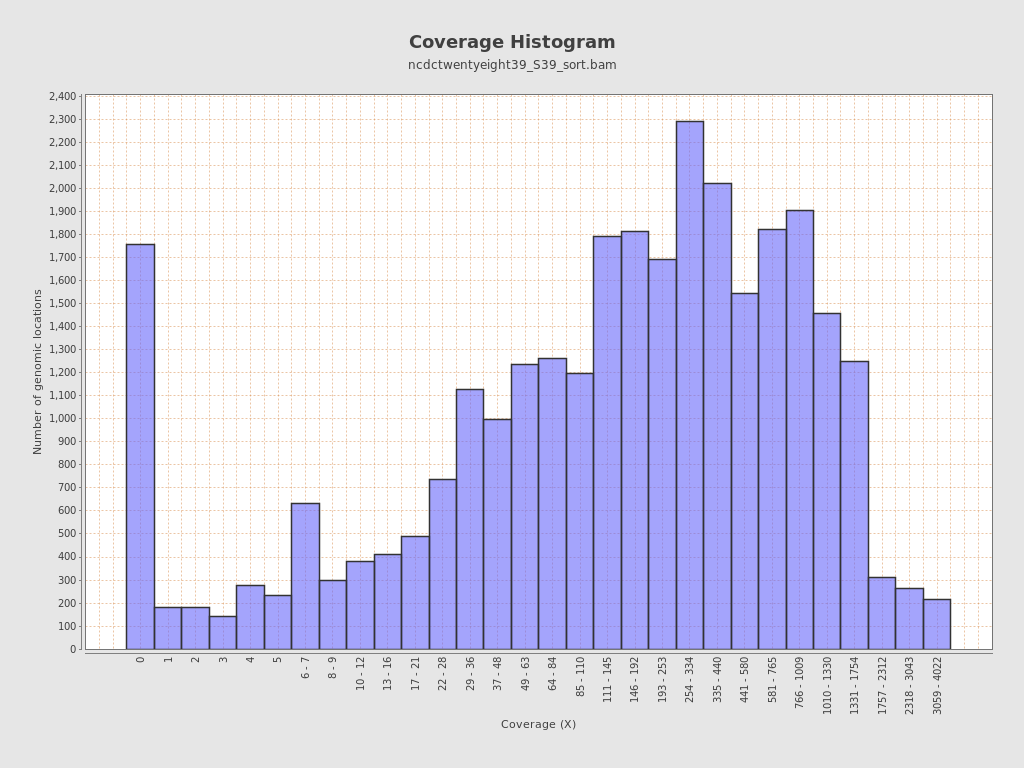 Coverage Histogram
ncdctwentyeight39_S39_sort.bam
2,400
2,300
2,200
2,100
2,000
1,900
1,800
1,700
1,600
1,500
1,400
1,300
1,200
1,100
1,000
900
800
700
600
500
400
300
200
100
0
Number of genomic locations
0
1
2
3
4
5
6 - 7
8 - 9
10 - 12
13 - 16
17 - 21
22 - 28
29 - 36
37 - 48
49 - 63
64 - 84
85 - 110
111 - 145
146 - 192
193 - 253
254 - 334
335 - 440
441 - 580
581 - 765
766 - 1009
1010 - 1330
1331 - 1754
1757 - 2312
2318 - 3043
3059 - 4022
Coverage (X)